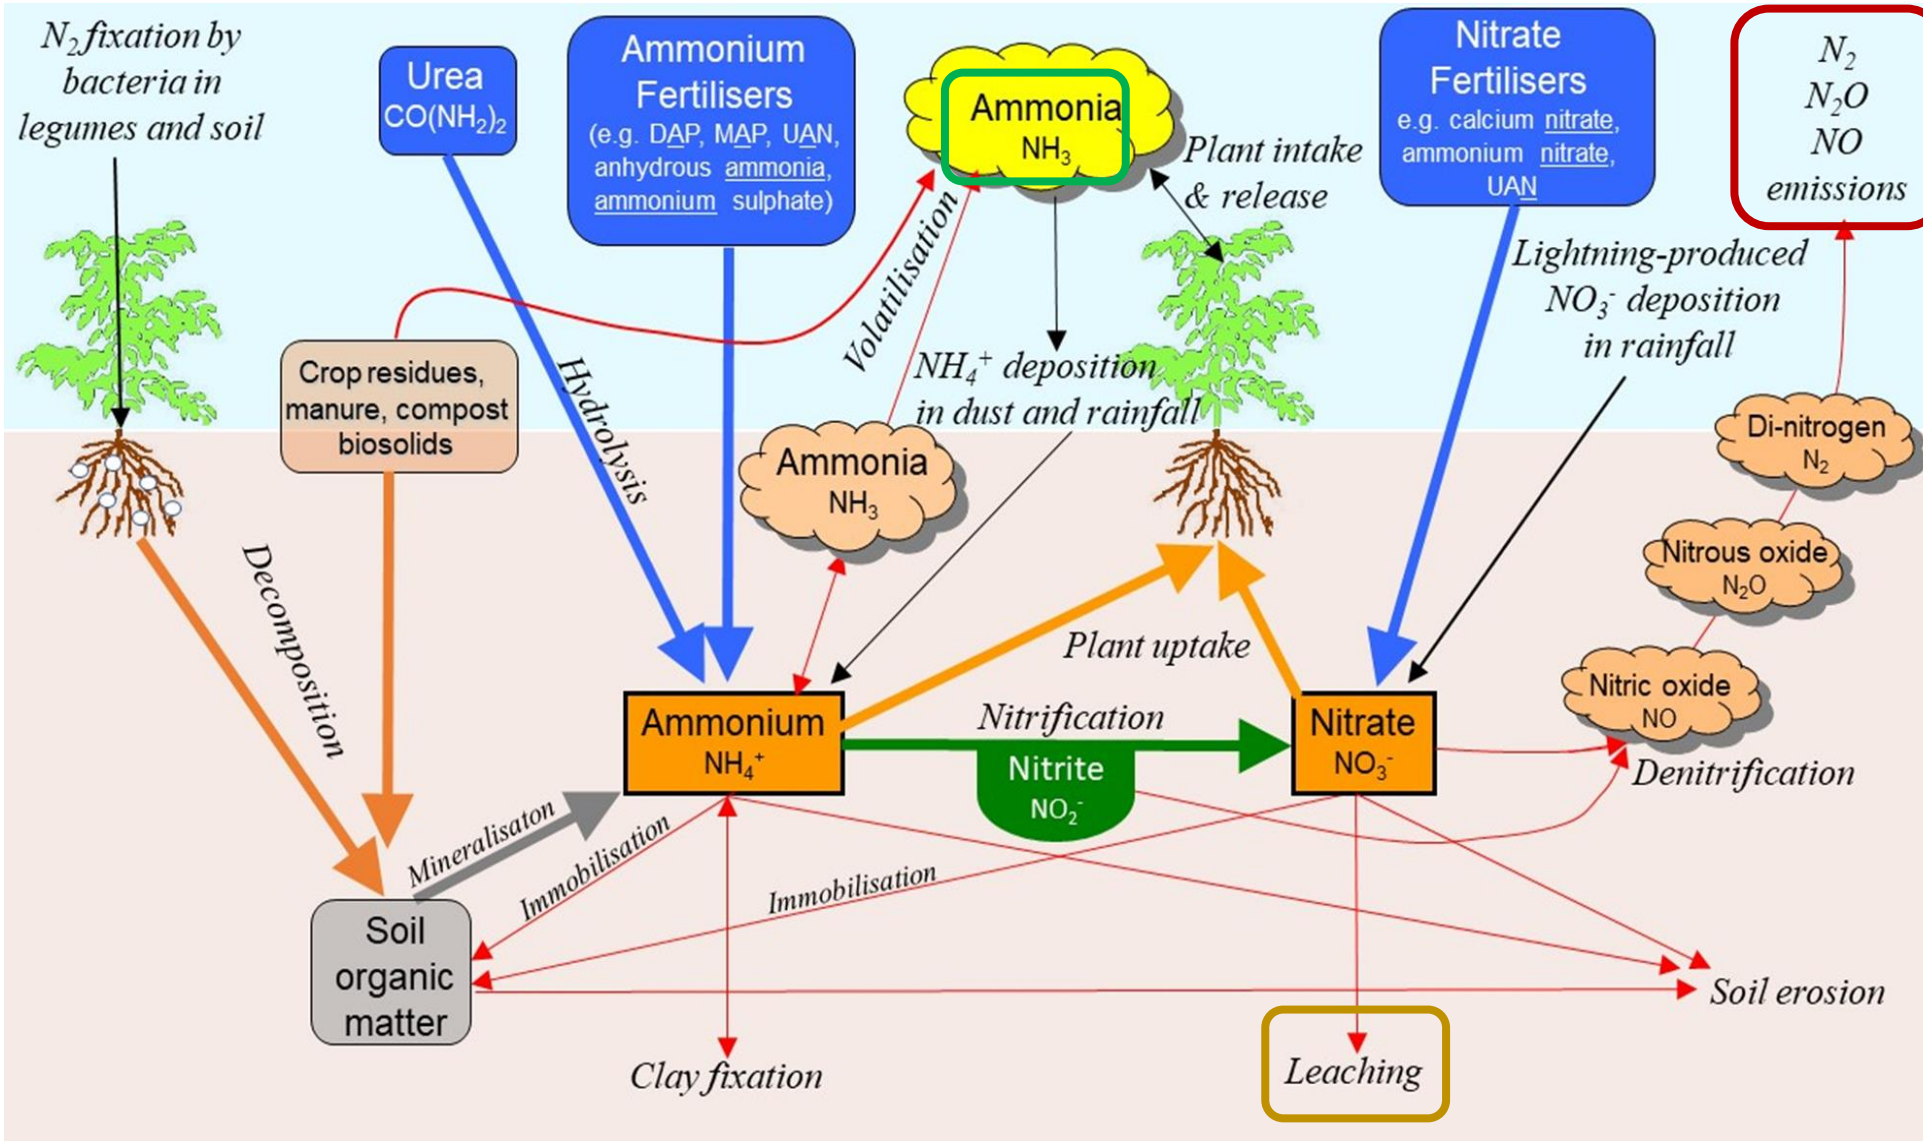 N₂ fixation by
bacteria in
legumes and soil
Urea
CO(NH₂)₂
Ammonium
Fertilisers
(e.g. DAP, MAP, UAN,
anhydrous ammonia,
ammonium sulphate)
Ammonia
NH₃
Plant intake
& release
Nitrate
Fertilisers
e.g. calcium nitrate,
ammonium nitrate,
UAN
N₂
N₂O
NO
emissions
Lightning-produced
NO₃⁻ deposition
in rainfall
Volatilisation
NH₄⁺ deposition
in dust and rainfall
Crop residues,
manure, compost
biosolids
Hydrolysis
Ammonia
NH₃
Di-nitrogen
N₂
Nitrous oxide
N₂O
Nitric oxide
NO
Denitrification
Decomposition
Plant uptake
Ammonium
NH₄⁺
Nitrification
Nitrite
NO₂⁻
Nitrate
NO₃⁻
Mineralisaton
Immobilisation
Immobilisation
Soil
organic
matter
Soil erosion
Clay fixation
Leaching